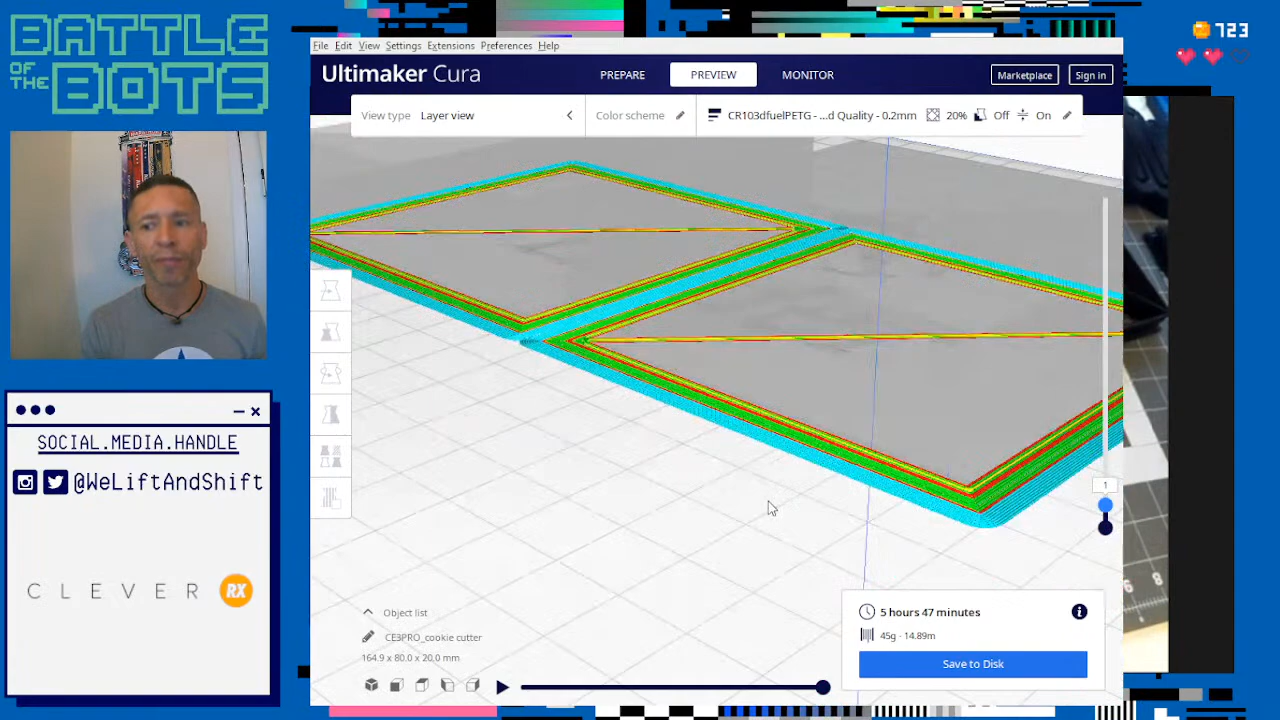 BATTLE
OF THE
BOTS
SOCIAL.MEDIA.HANDLE
@WeLiftAndShift
CLEVER RX
723
File Edit View Settings Extensions Preferences Help
Ultimaker Cura
PREPARE PREVIEW MONITOR
Marketplace Sign in
View type Layer view
Color scheme
CR103dfuelPETG - ...d Quality - 0.2mm 20% Off On
1
Object list
CE3PRO_cookie cutter
164.9 x 80.0 x 20.0 mm
5 hours 47 minutes
45g · 14.89m
Save to Disk
6 8